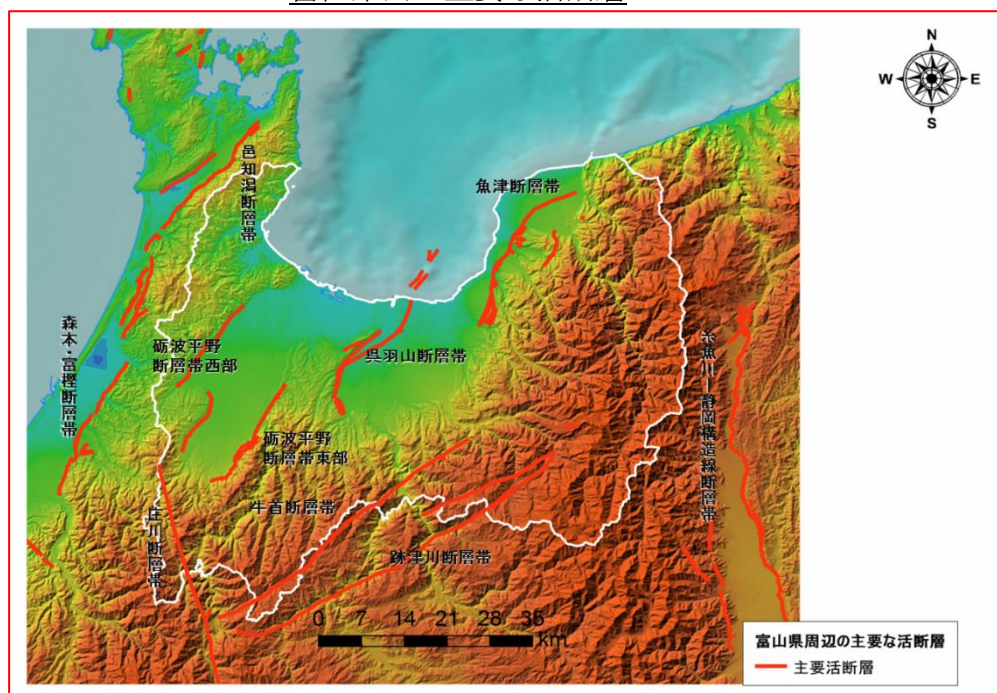 N
W E
S
邑知潟断層帯
魚津断層帯
森本・富樫断層帯
砺波平野
断層帯西部
呉羽山断層帯
糸魚川ー静岡構造線断層帯
砺波平野
断層帯東部
牛首断層帯
庄川断層帯
跡津川断層帯
0 7 14 21 28 35
km
富山県周辺の主要な活断層
主要活断層